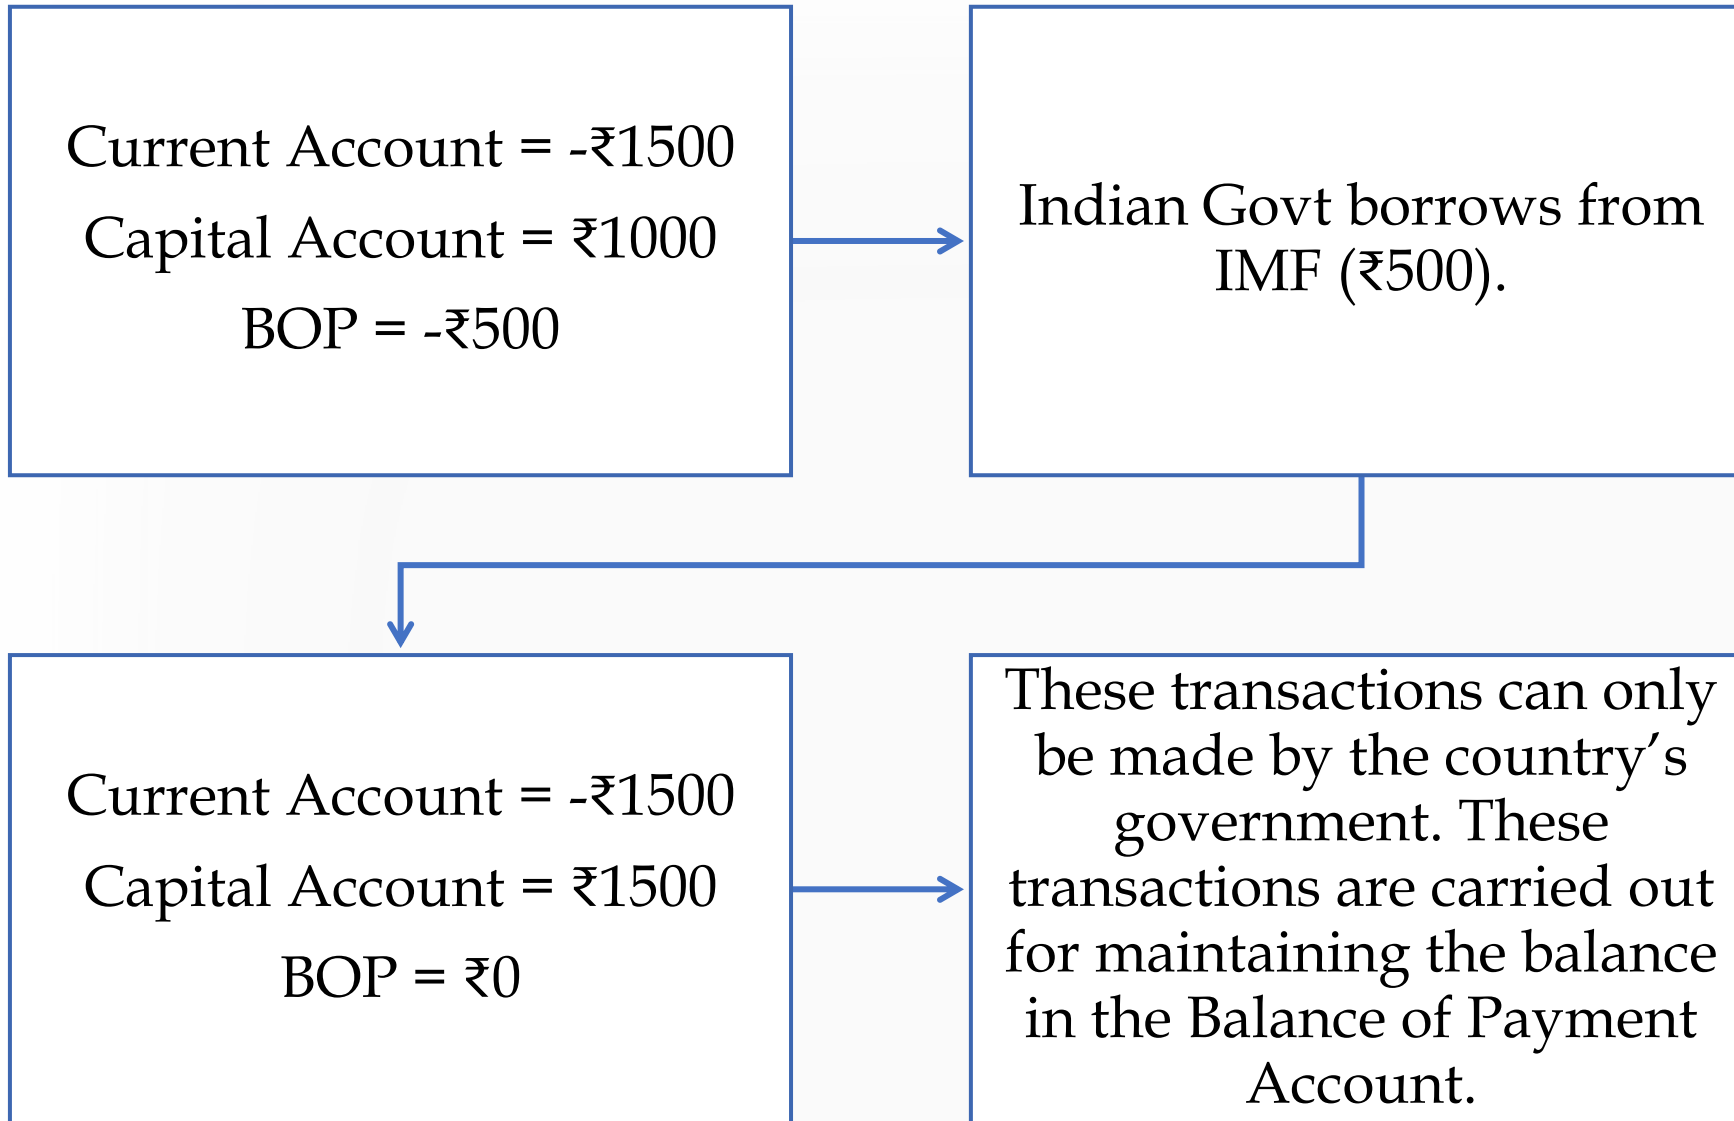 Current Account = -₹1500
Capital Account = ₹1000
BOP = -₹500
Indian Govt borrows from
IMF (₹500).
Current Account = -₹1500
Capital Account = ₹1500
BOP = ₹0
These transactions can only
be made by the country’s
government. These
transactions are carried out
for maintaining the balance
in the Balance of Payment
Account.